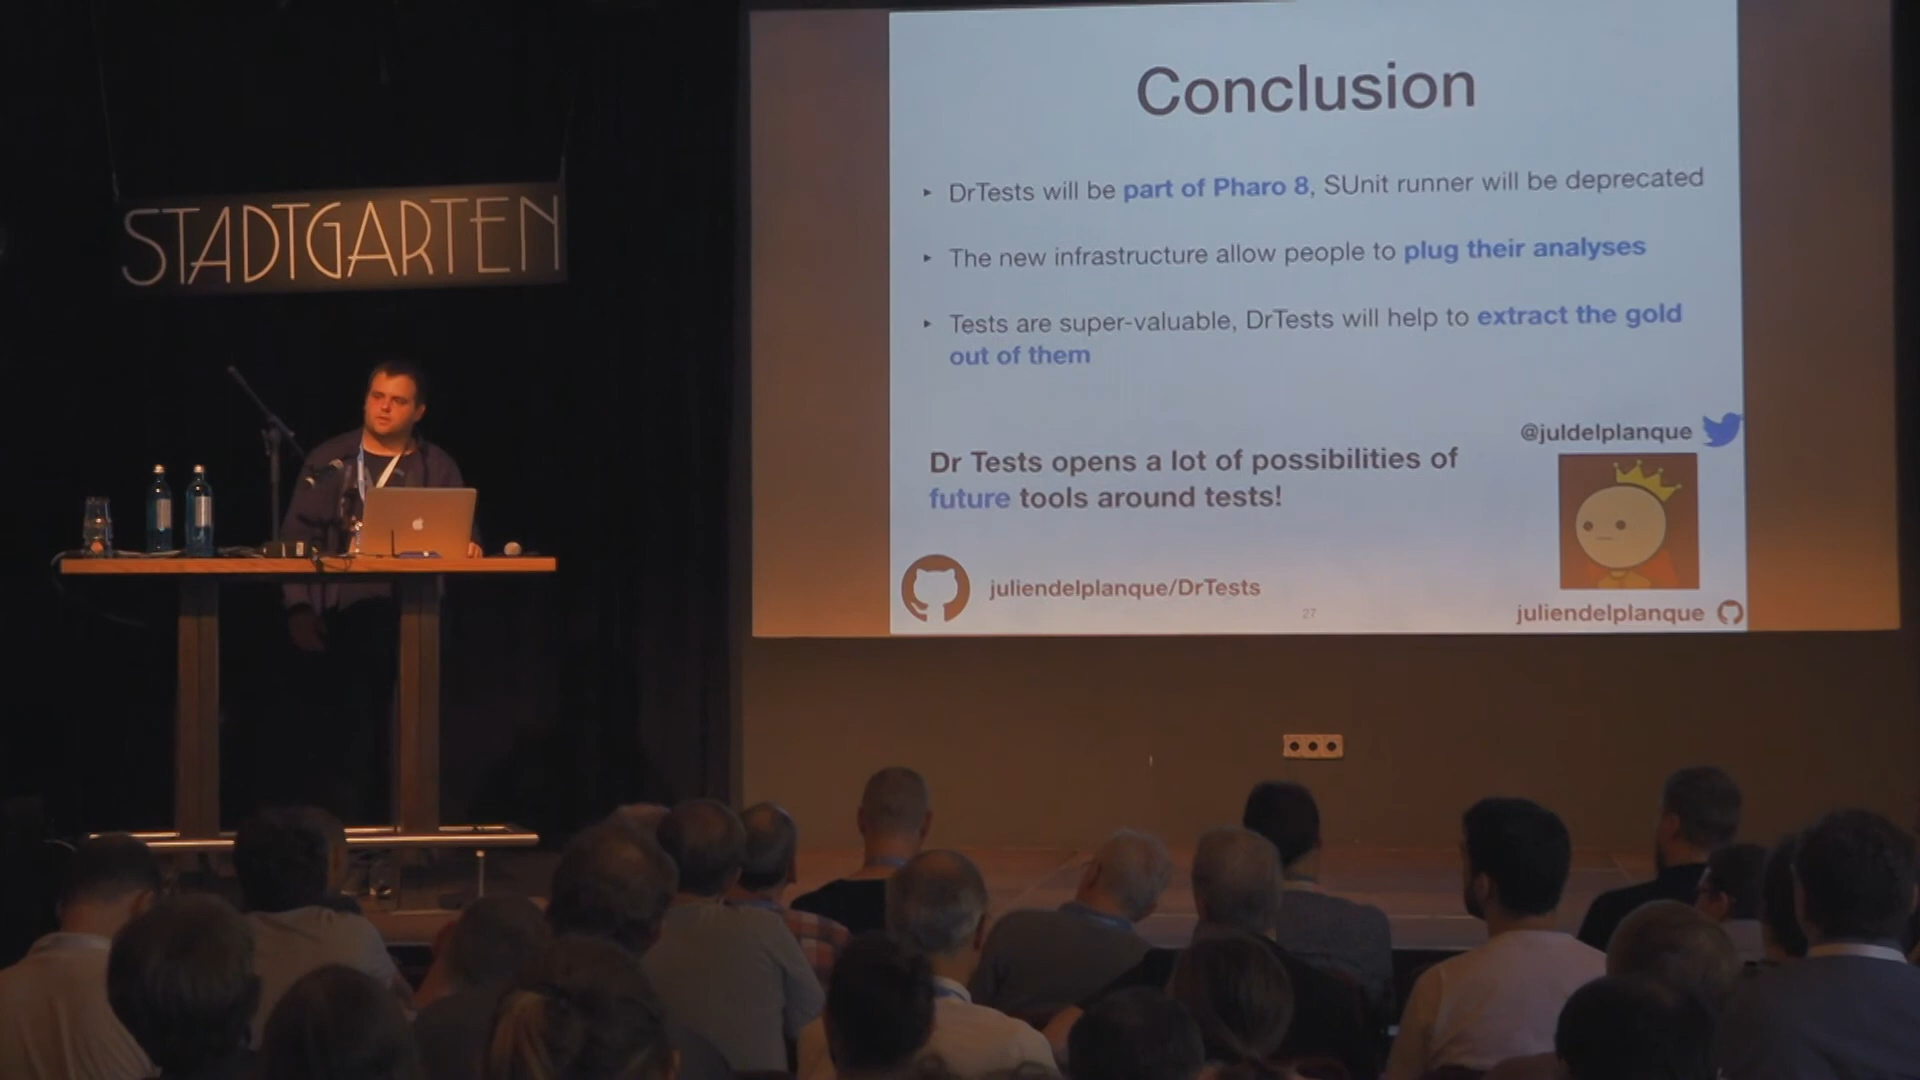 STADTGARTEN
Conclusion
‣ DrTests will be part of Pharo 8, SUnit runner will be deprecated
‣ The new infrastructure allow people to plug their analyses
‣ Tests are super-valuable, DrTests will help to extract the gold
out of them
@juldelplanque
Dr Tests opens a lot of possibilities of
future tools around tests!
juliendelplanque/DrTests
27
juliendelplanque